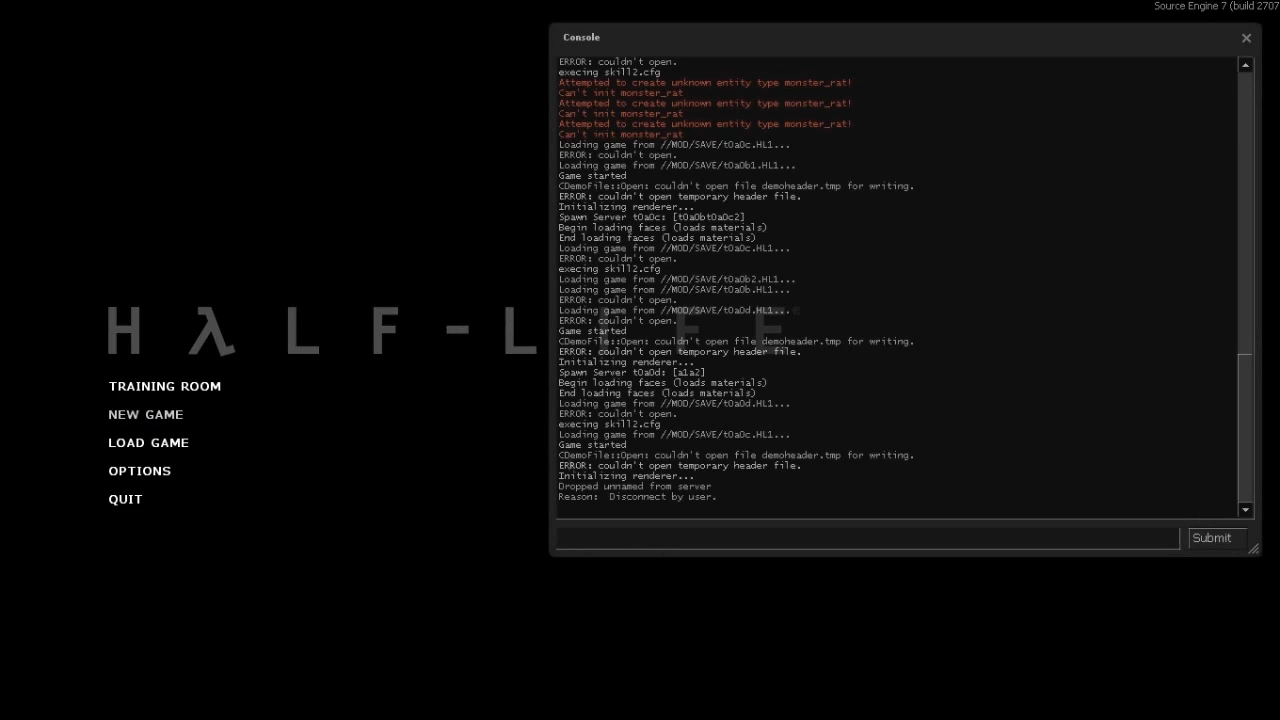 Source Engine 7 (build 2707
Console
ERROR: couldn't open.
execing skill2.cfg
Attempted to create unknown entity type monster_rat!
Can't init monster_rat
Attempted to create unknown entity type monster_rat!
Can't init monster_rat
Attempted to create unknown entity type monster_rat!
Can't init monster_rat
Loading game from //MOD/SAVE/t0a0c.HL1...
ERROR: couldn't open.
Loading game from //MOD/SAVE/t0a0b1.HL1...
Game started
CDemoFile::Open: couldn't open file demoheader.tmp for writing.
ERROR: couldn't open temporary header file.
Initializing renderer...
Spawn Server t0a0c: [t0a0bt0a0c2]
Begin loading faces (loads materials)
End loading faces (loads materials)
Loading game from //MOD/SAVE/t0a0c.HL1...
ERROR: couldn't open.
execing skill2.cfg
Loading game from //MOD/SAVE/t0a0b2.HL1...
Loading game from //MOD/SAVE/t0a0b.HL1...
ERROR: couldn't open.
Loading game from //MOD/SAVE/t0a0d.HL1...
ERROR: couldn't open.
Game started
CDemoFile::Open: couldn't open file demoheader.tmp for writing.
ERROR: couldn't open temporary header file.
Initializing renderer...
Spawn Server t0a0d: [a1a2]
Begin loading faces (loads materials)
End loading faces (loads materials)
Loading game from //MOD/SAVE/t0a0d.HL1...
ERROR: couldn't open.
execing skill2.cfg
Loading game from //MOD/SAVE/t0a0c.HL1...
Game started
CDemoFile::Open: couldn't open file demoheader.tmp for writing.
ERROR: couldn't open temporary header file.
Initializing renderer...
Dropped unnamed from server
Reason:  Disconnect by user.
Submit
HλLF-LIFE
TRAINING ROOM
NEW GAME
LOAD GAME
OPTIONS
QUIT